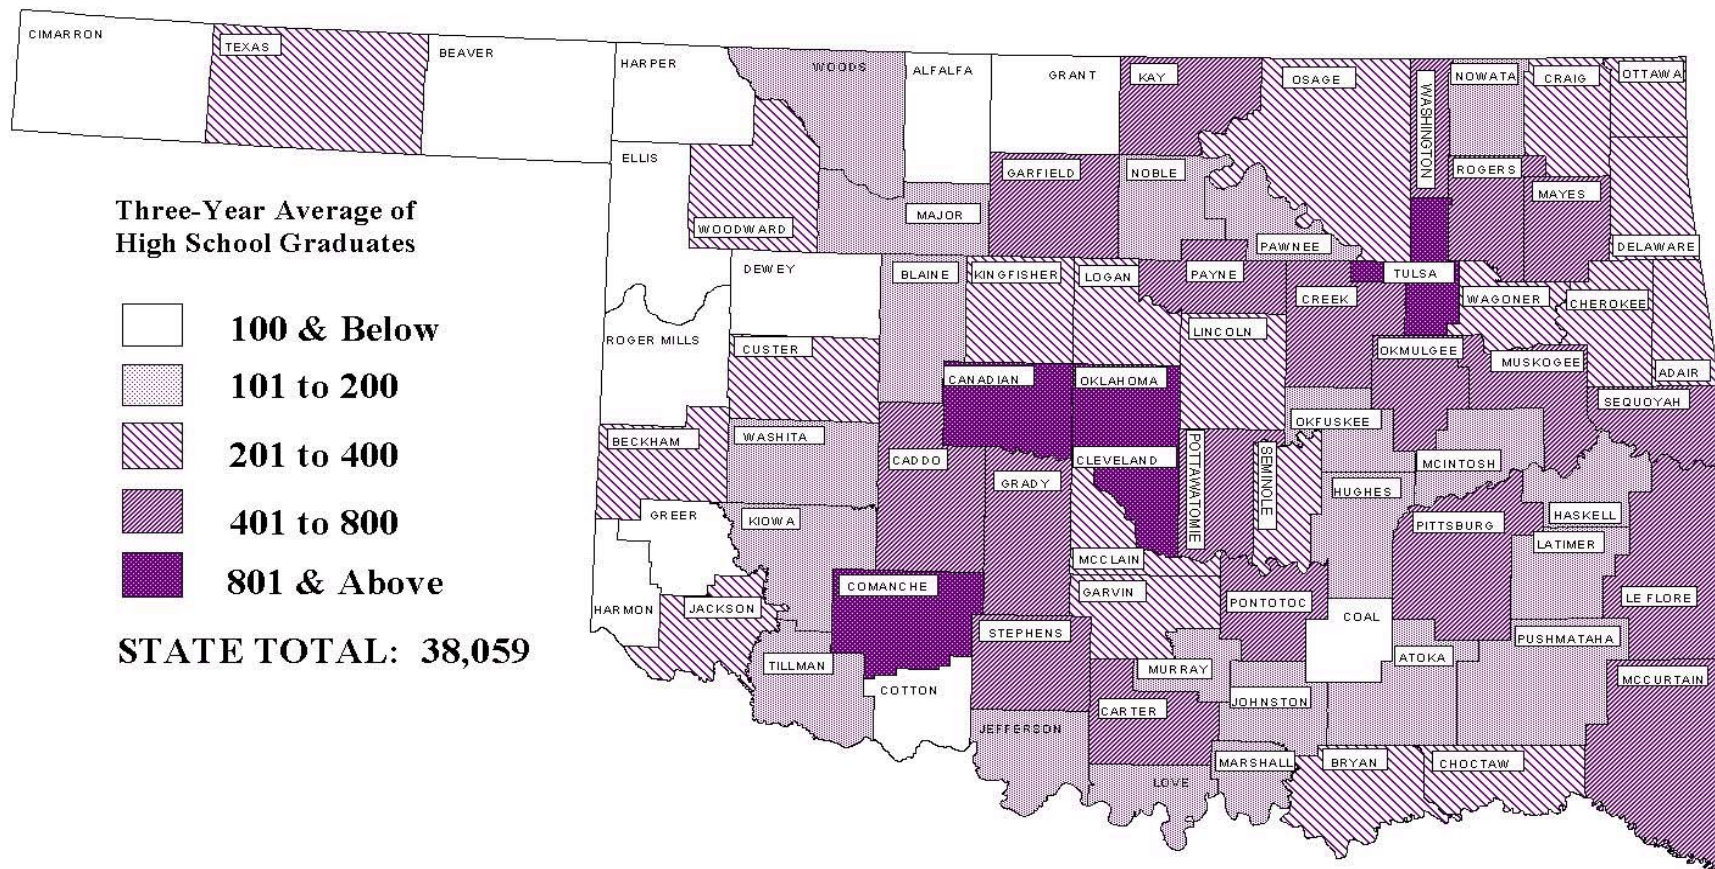 CIMARRON
TEXAS
BEAVER
HARPER
WOODS
ALFALFA
GRANT
KAY
OSAGE
WASHINGTON
NOWATA
CRAIG
OTTAWA
ELLIS
WOODWARD
MAJOR
GARFIELD
NOBLE
PAWNEE
ROGERS
MAYES
DELAWARE
Three-Year Average of
High School Graduates
100 & Below
101 to 200
201 to 400
401 to 800
801 & Above
STATE TOTAL: 38,059
DEWEY
BLAINE
KINGFISHER
LOGAN
PAYNE
CREEK
TULSA
WAGONER
CHEROKEE
ROGER MILLS
CUSTER
LINCOLN
OKMULGEE
MUSKOGEE
ADAIR
CANADIAN
OKLAHOMA
SEQUOYAH
BECKHAM
WASHITA
CADDO
CLEVELAND
POTTAWATOMIE
SEMINOLE
OKFUSKEE
MCINTOSH
GRADY
HUGHES
GREER
KIOWA
PITTSBURG
HASKELL
LATIMER
MCCLAIN
HARMON
JACKSON
COMANCHE
GARVIN
PONTOTOC
COAL
LE FLORE
STEPHENS
TILLMAN
MURRAY
ATOKA
PUSHMATAHA
COTTON
CARTER
JOHNSTON
MCCURTAIN
JEFFERSON
LOVE
MARSHALL
BRYAN
CHOCTAW